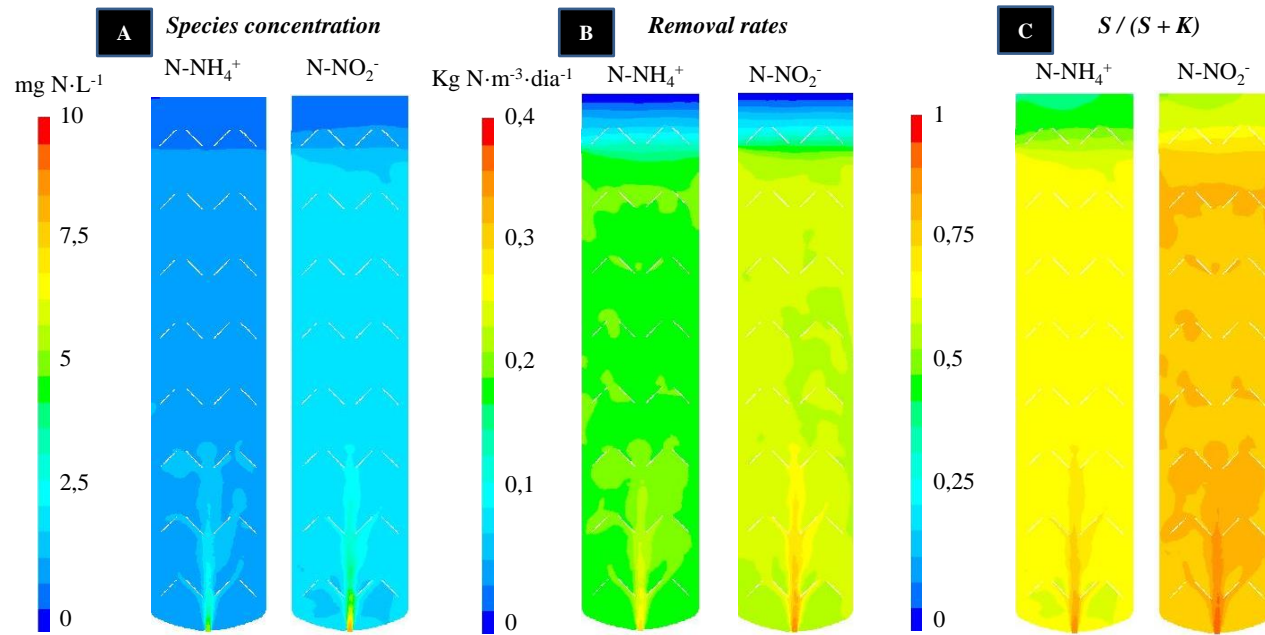 A Species concentration
N-NH₄⁺ N-NO₂⁻
mg N·L⁻¹
10
7,5
5
2,5
0
B Removal rates
N-NH₄⁺ N-NO₂⁻
Kg N·m⁻³·dia⁻¹
0,4
0,3
0,2
0,1
0
C S / (S + K)
N-NH₄⁺ N-NO₂⁻
1
0,75
0,5
0,25
0